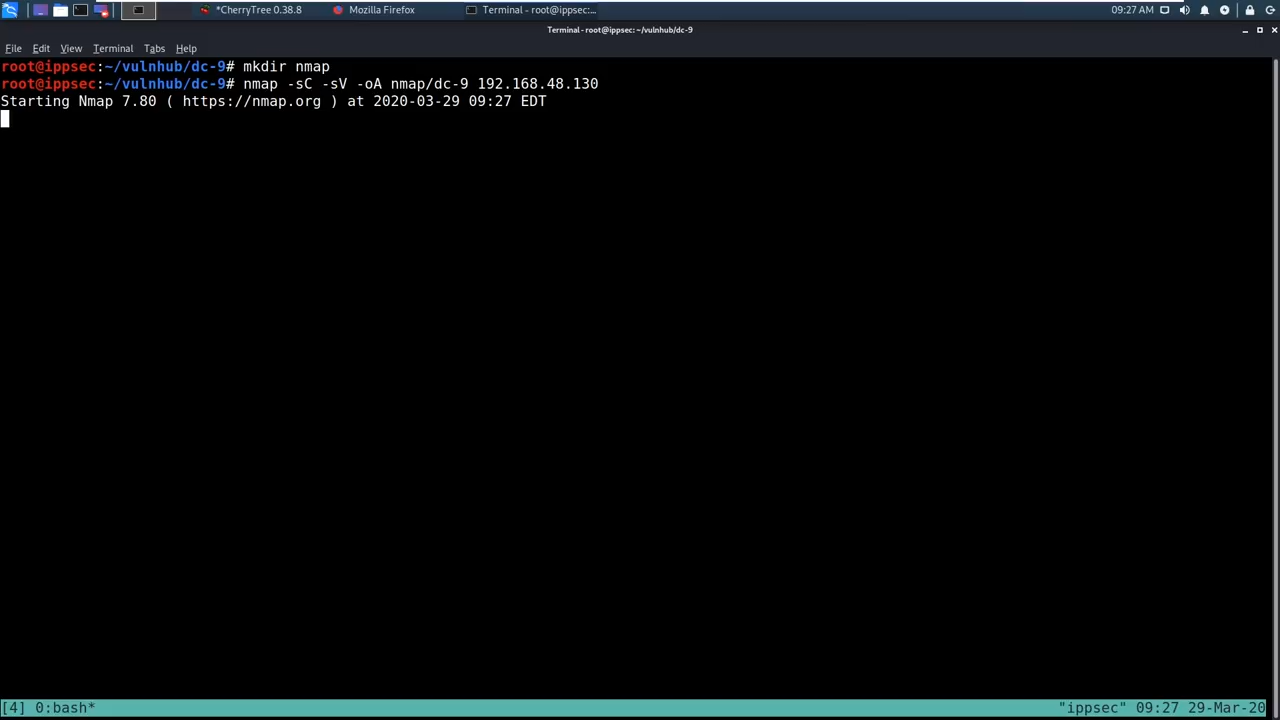 *CherryTree 0.38.8 Mozilla Firefox Terminal - root@ippsec:... 09:27 AM
Terminal - root@ippsec: ~/vulnhub/dc-9
File Edit View Terminal Tabs Help
root@ippsec:~/vulnhub/dc-9# mkdir nmap
root@ippsec:~/vulnhub/dc-9# nmap -sC -sV -oA nmap/dc-9 192.168.48.130
Starting Nmap 7.80 ( https://nmap.org ) at 2020-03-29 09:27 EDT
[4] 0:bash* "ippsec" 09:27 29-Mar-20